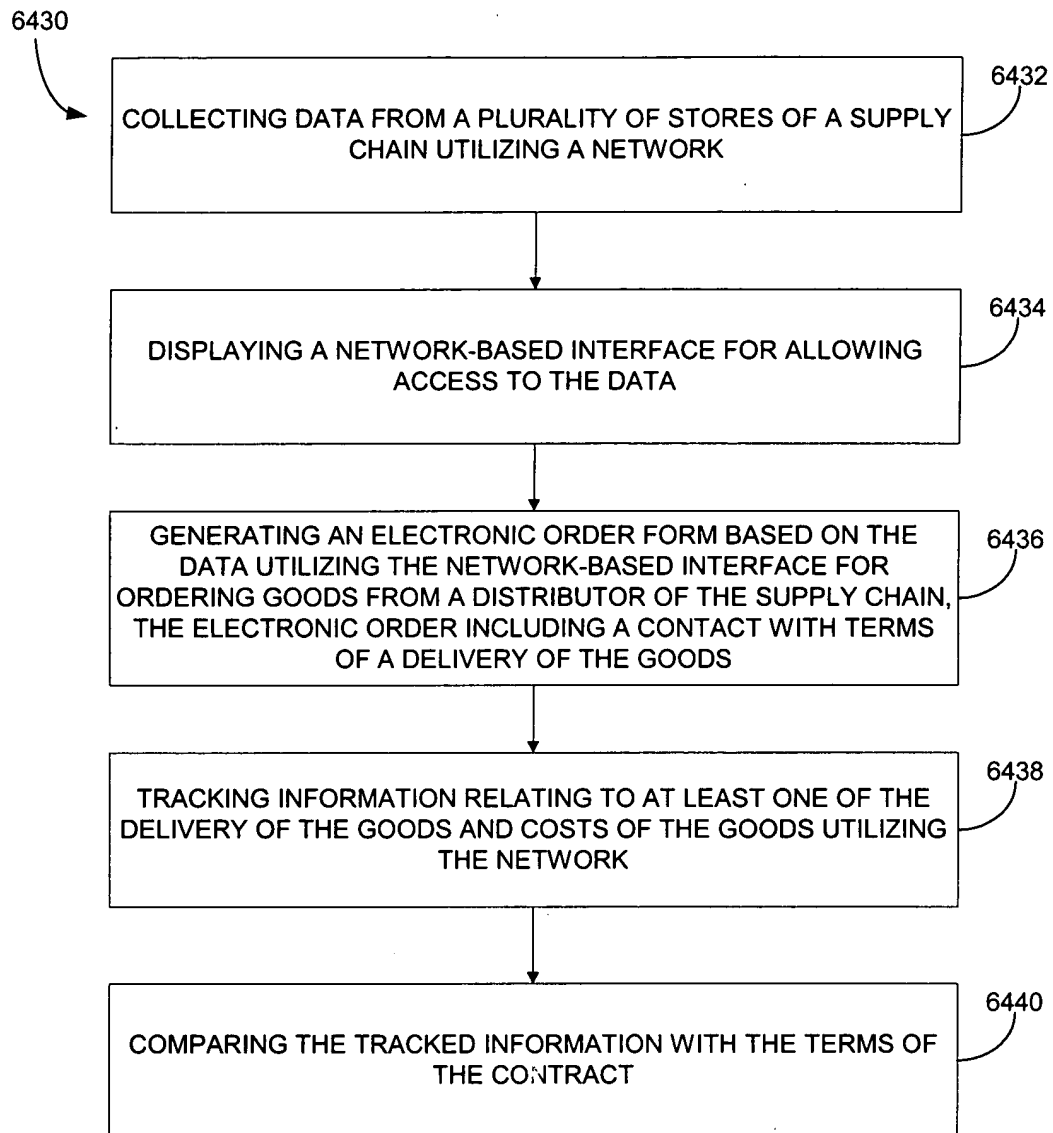 6430
6432
COLLECTING DATA FROM A PLURALITY OF STORES OF A SUPPLY
CHAIN UTILIZING A NETWORK
6434
DISPLAYING A NETWORK-BASED INTERFACE FOR ALLOWING
ACCESS TO THE DATA
6436
GENERATING AN ELECTRONIC ORDER FORM BASED ON THE
DATA UTILIZING THE NETWORK-BASED INTERFACE FOR
ORDERING GOODS FROM A DISTRIBUTOR OF THE SUPPLY CHAIN,
THE ELECTRONIC ORDER INCLUDING A CONTACT WITH TERMS
OF A DELIVERY OF THE GOODS
6438
TRACKING INFORMATION RELATING TO AT LEAST ONE OF THE
DELIVERY OF THE GOODS AND COSTS OF THE GOODS UTILIZING
THE NETWORK
6440
COMPARING THE TRACKED INFORMATION WITH THE TERMS OF
THE CONTRACT